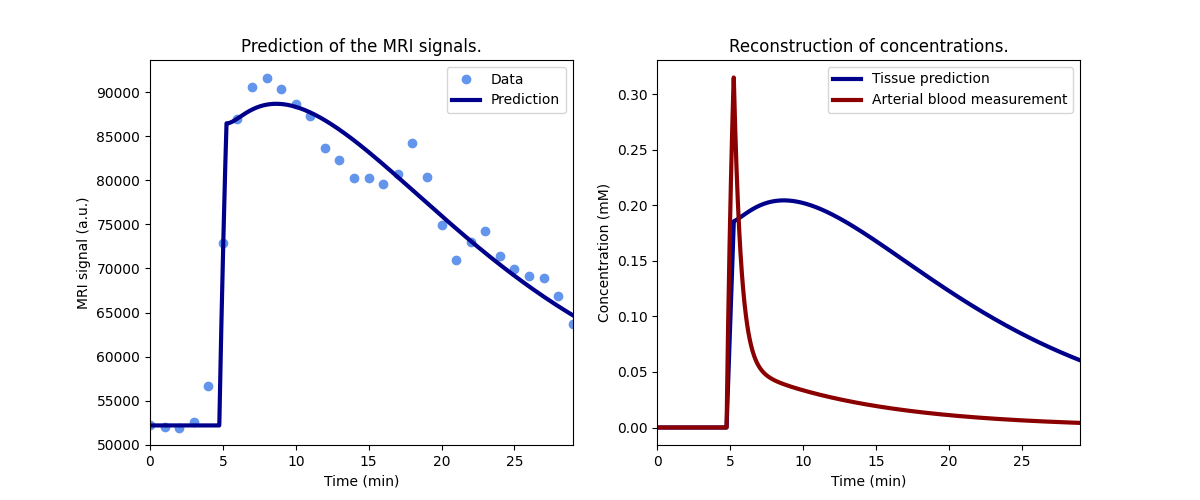 Prediction of the MRI signals.
MRI signal (a.u.)
90000
85000
80000
75000
70000
65000
60000
55000
50000
Data
Prediction
0 5 10 15 20 25
Time (min)
Reconstruction of concentrations.
Concentration (mM)
0.30
0.25
0.20
0.15
0.10
0.05
0.00
Tissue prediction
Arterial blood measurement
0 5 10 15 20 25
Time (min)